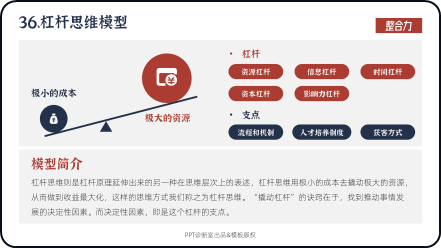 36.杠杆思维模型
整合力
极小的成本
极大的资源
• 杠杆
资源杠杆 信息杠杆 时间杠杆
资本杠杆 影响力杠杆
• 支点
流程和机制 人才培养制度 获客方式
模型简介
杠杆思维则是杠杆原理延伸出来的另一种在思维层次上的表述，杠杆思维用极小的成本去撬动极大的资源，
从而做到收益最大化，这样的思维方式我们称之为杠杆思维。“撬动杠杆”的诀窍在于，找到推动事情发
展的决定性因素。而决定性因素，即是这个杠杆的支点。
PPT诊断室出品&模板版权